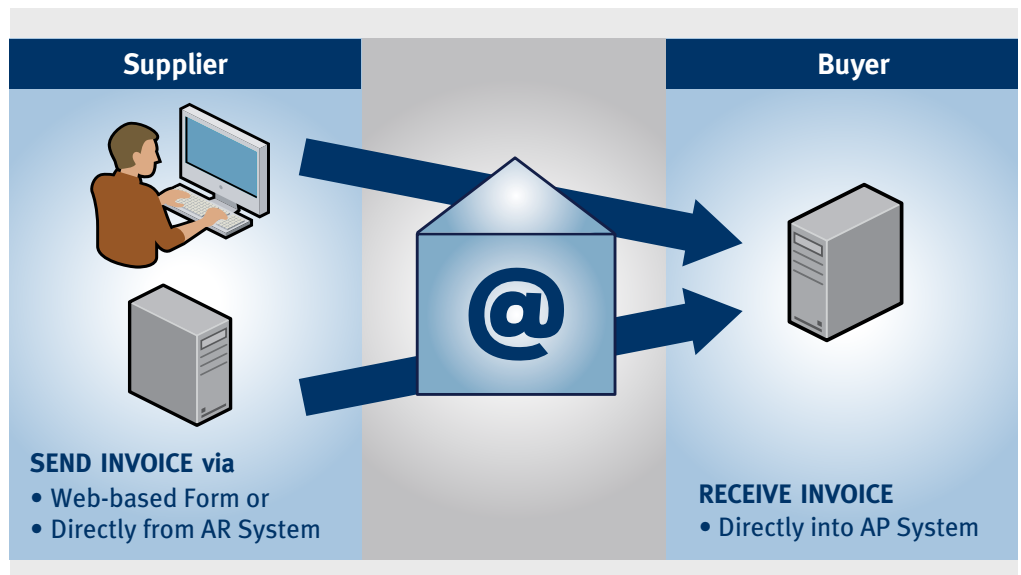 Supplier
Buyer
@
SEND INVOICE via
• Web-based Form or
• Directly from AR System
RECEIVE INVOICE
• Directly into AP System